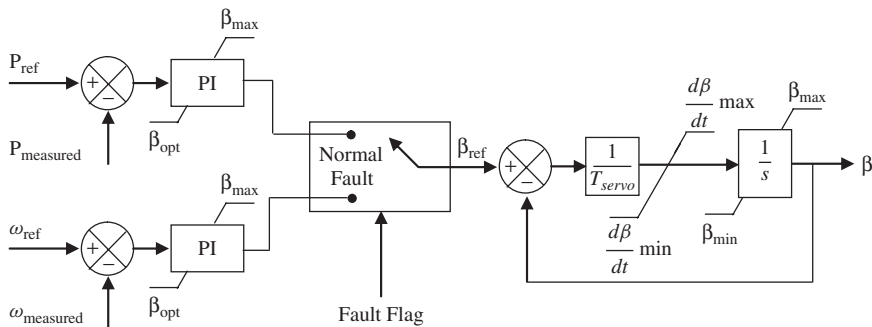 β_max
P_ref
+
−
PI
β_opt
P_measured
ω_ref
+
−
β_max
PI
β_opt
ω_measured
Normal
Fault
Fault Flag
β_ref
+
−
1
T_servo
dβ
dt max
dβ
dt min
β_max
1
s
β_min
β